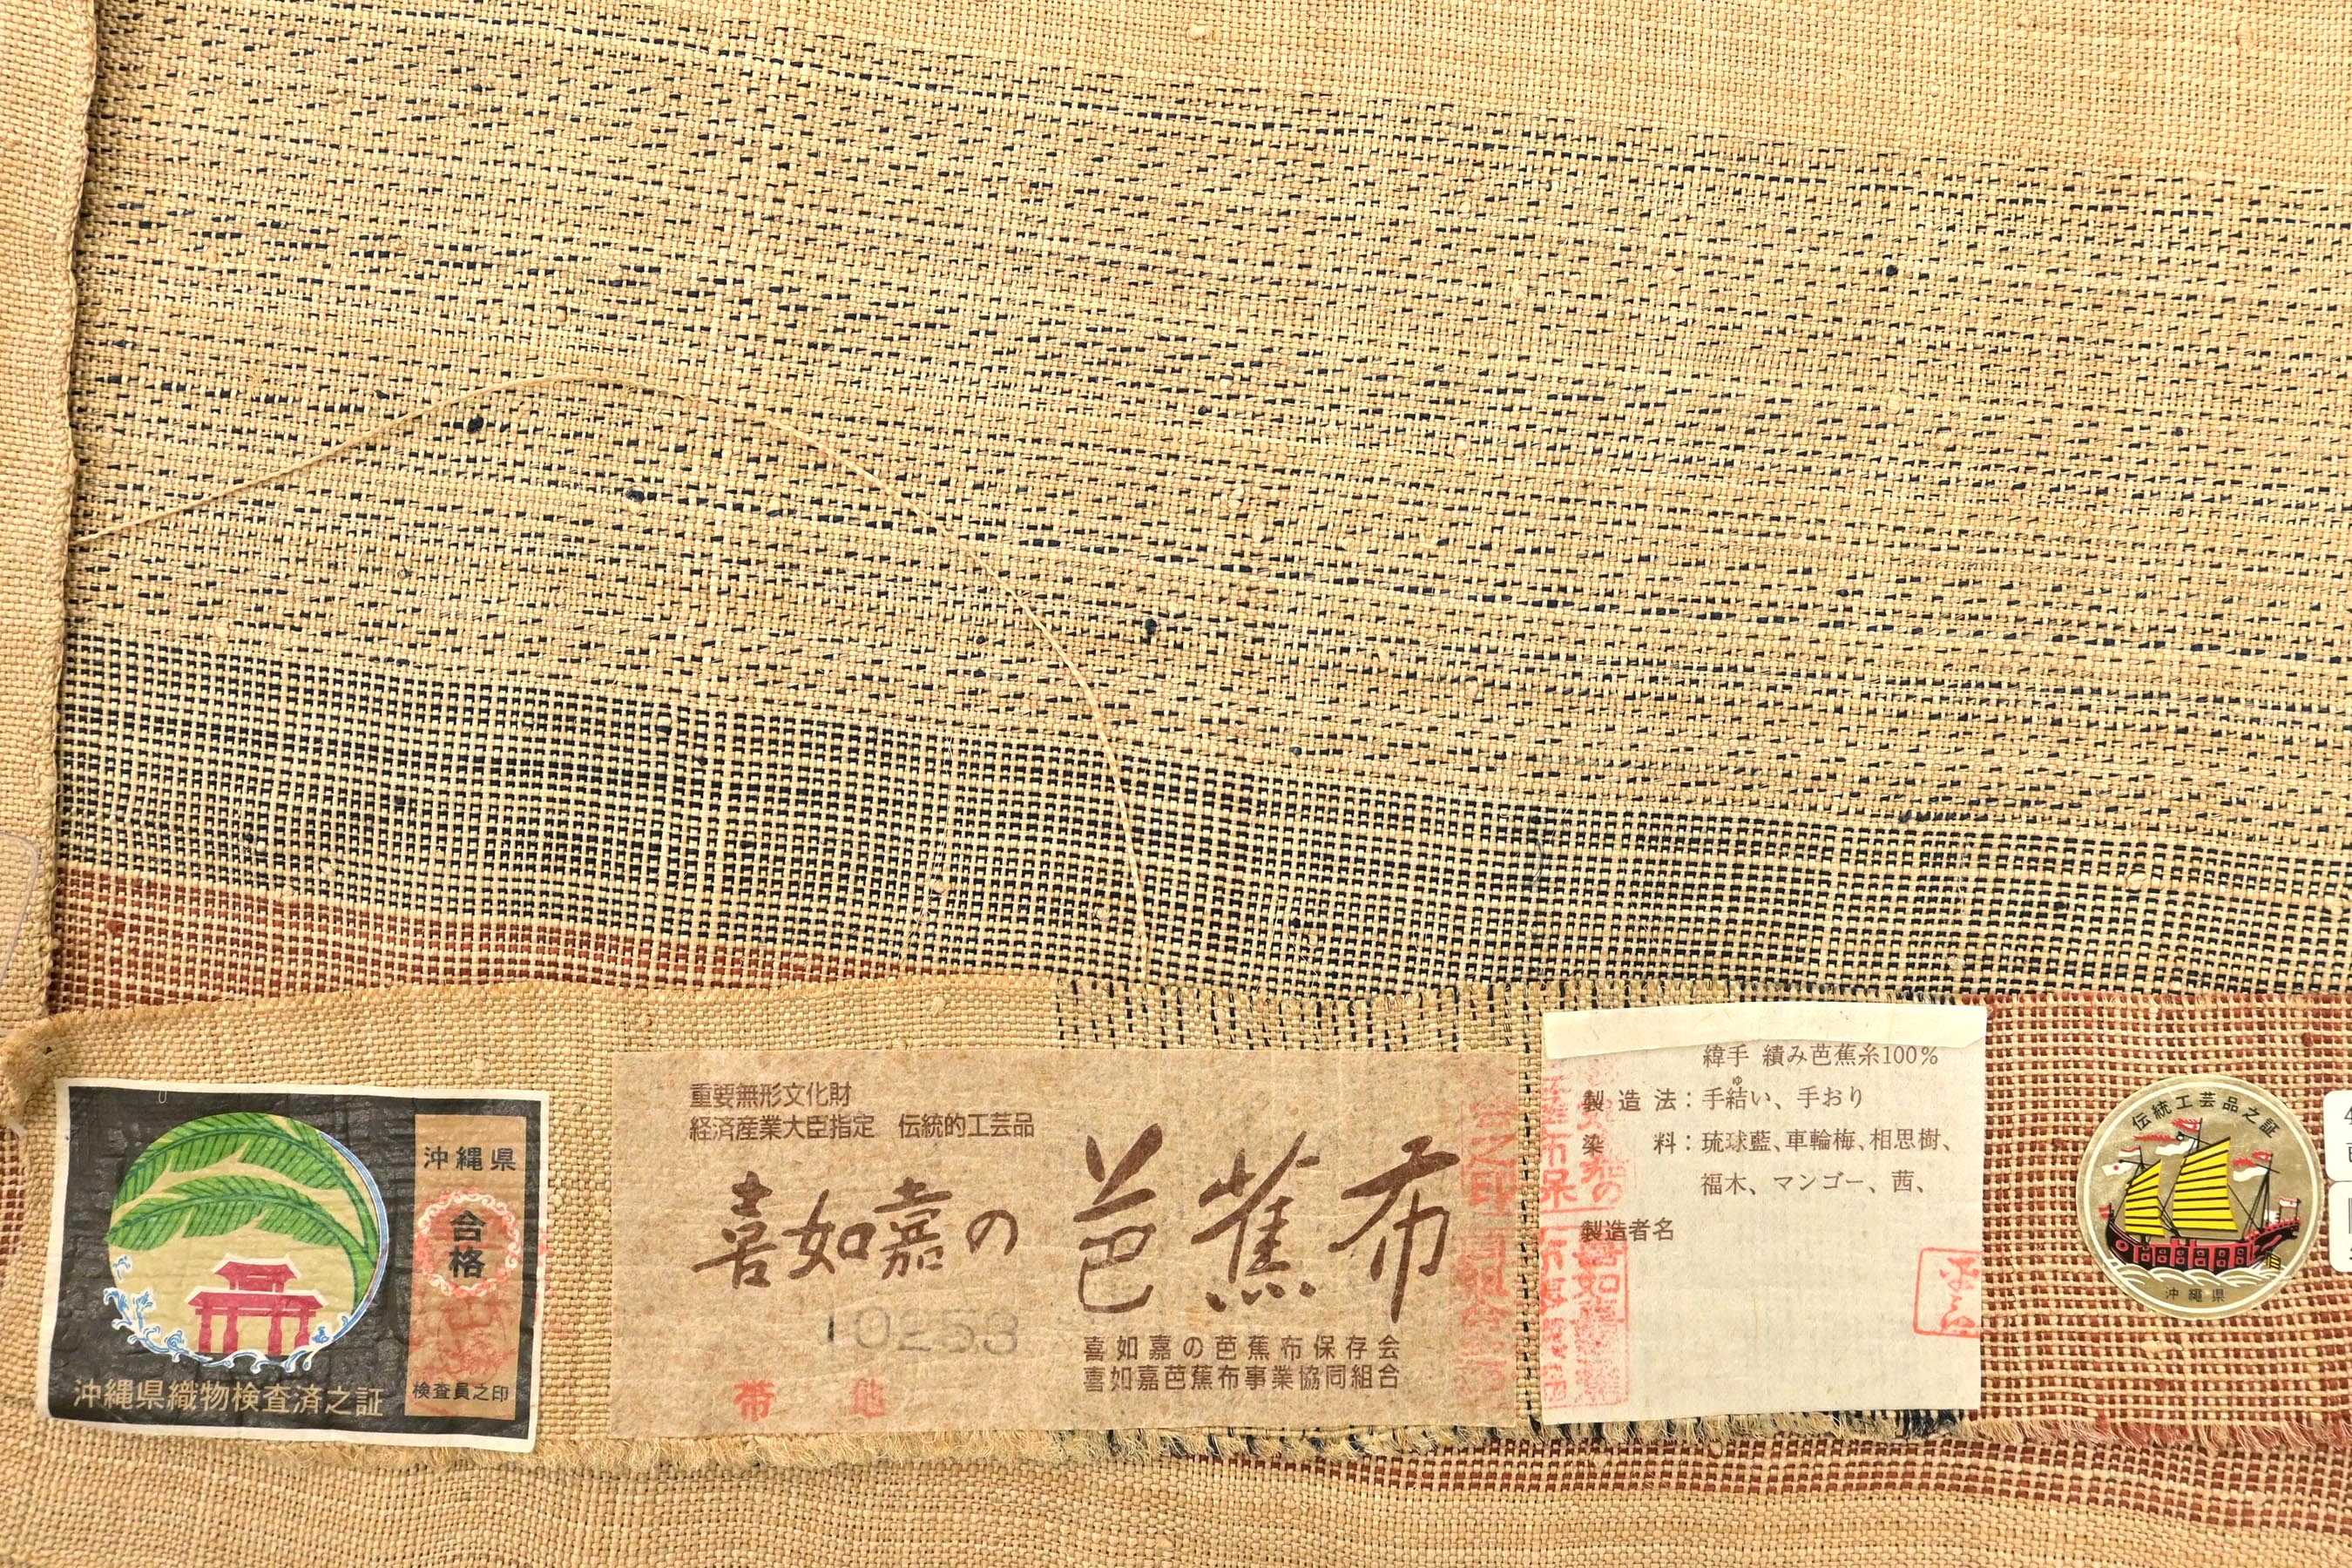 沖縄県
合格
検査員之印
沖縄県織物検査済之証
重要無形文化財
経済産業大臣指定　伝統的工芸品
喜如嘉の芭蕉布
帯地
喜如嘉の芭蕉布保存会
喜如嘉芭蕉布事業協同組合
緯手 績み芭蕉糸100%
製造法：手結い、手おり
ゆ
染料：琉球藍、車輪梅、相思樹、
福木、マンゴー、茜、
製造者名
伝統工芸品之証
沖縄県